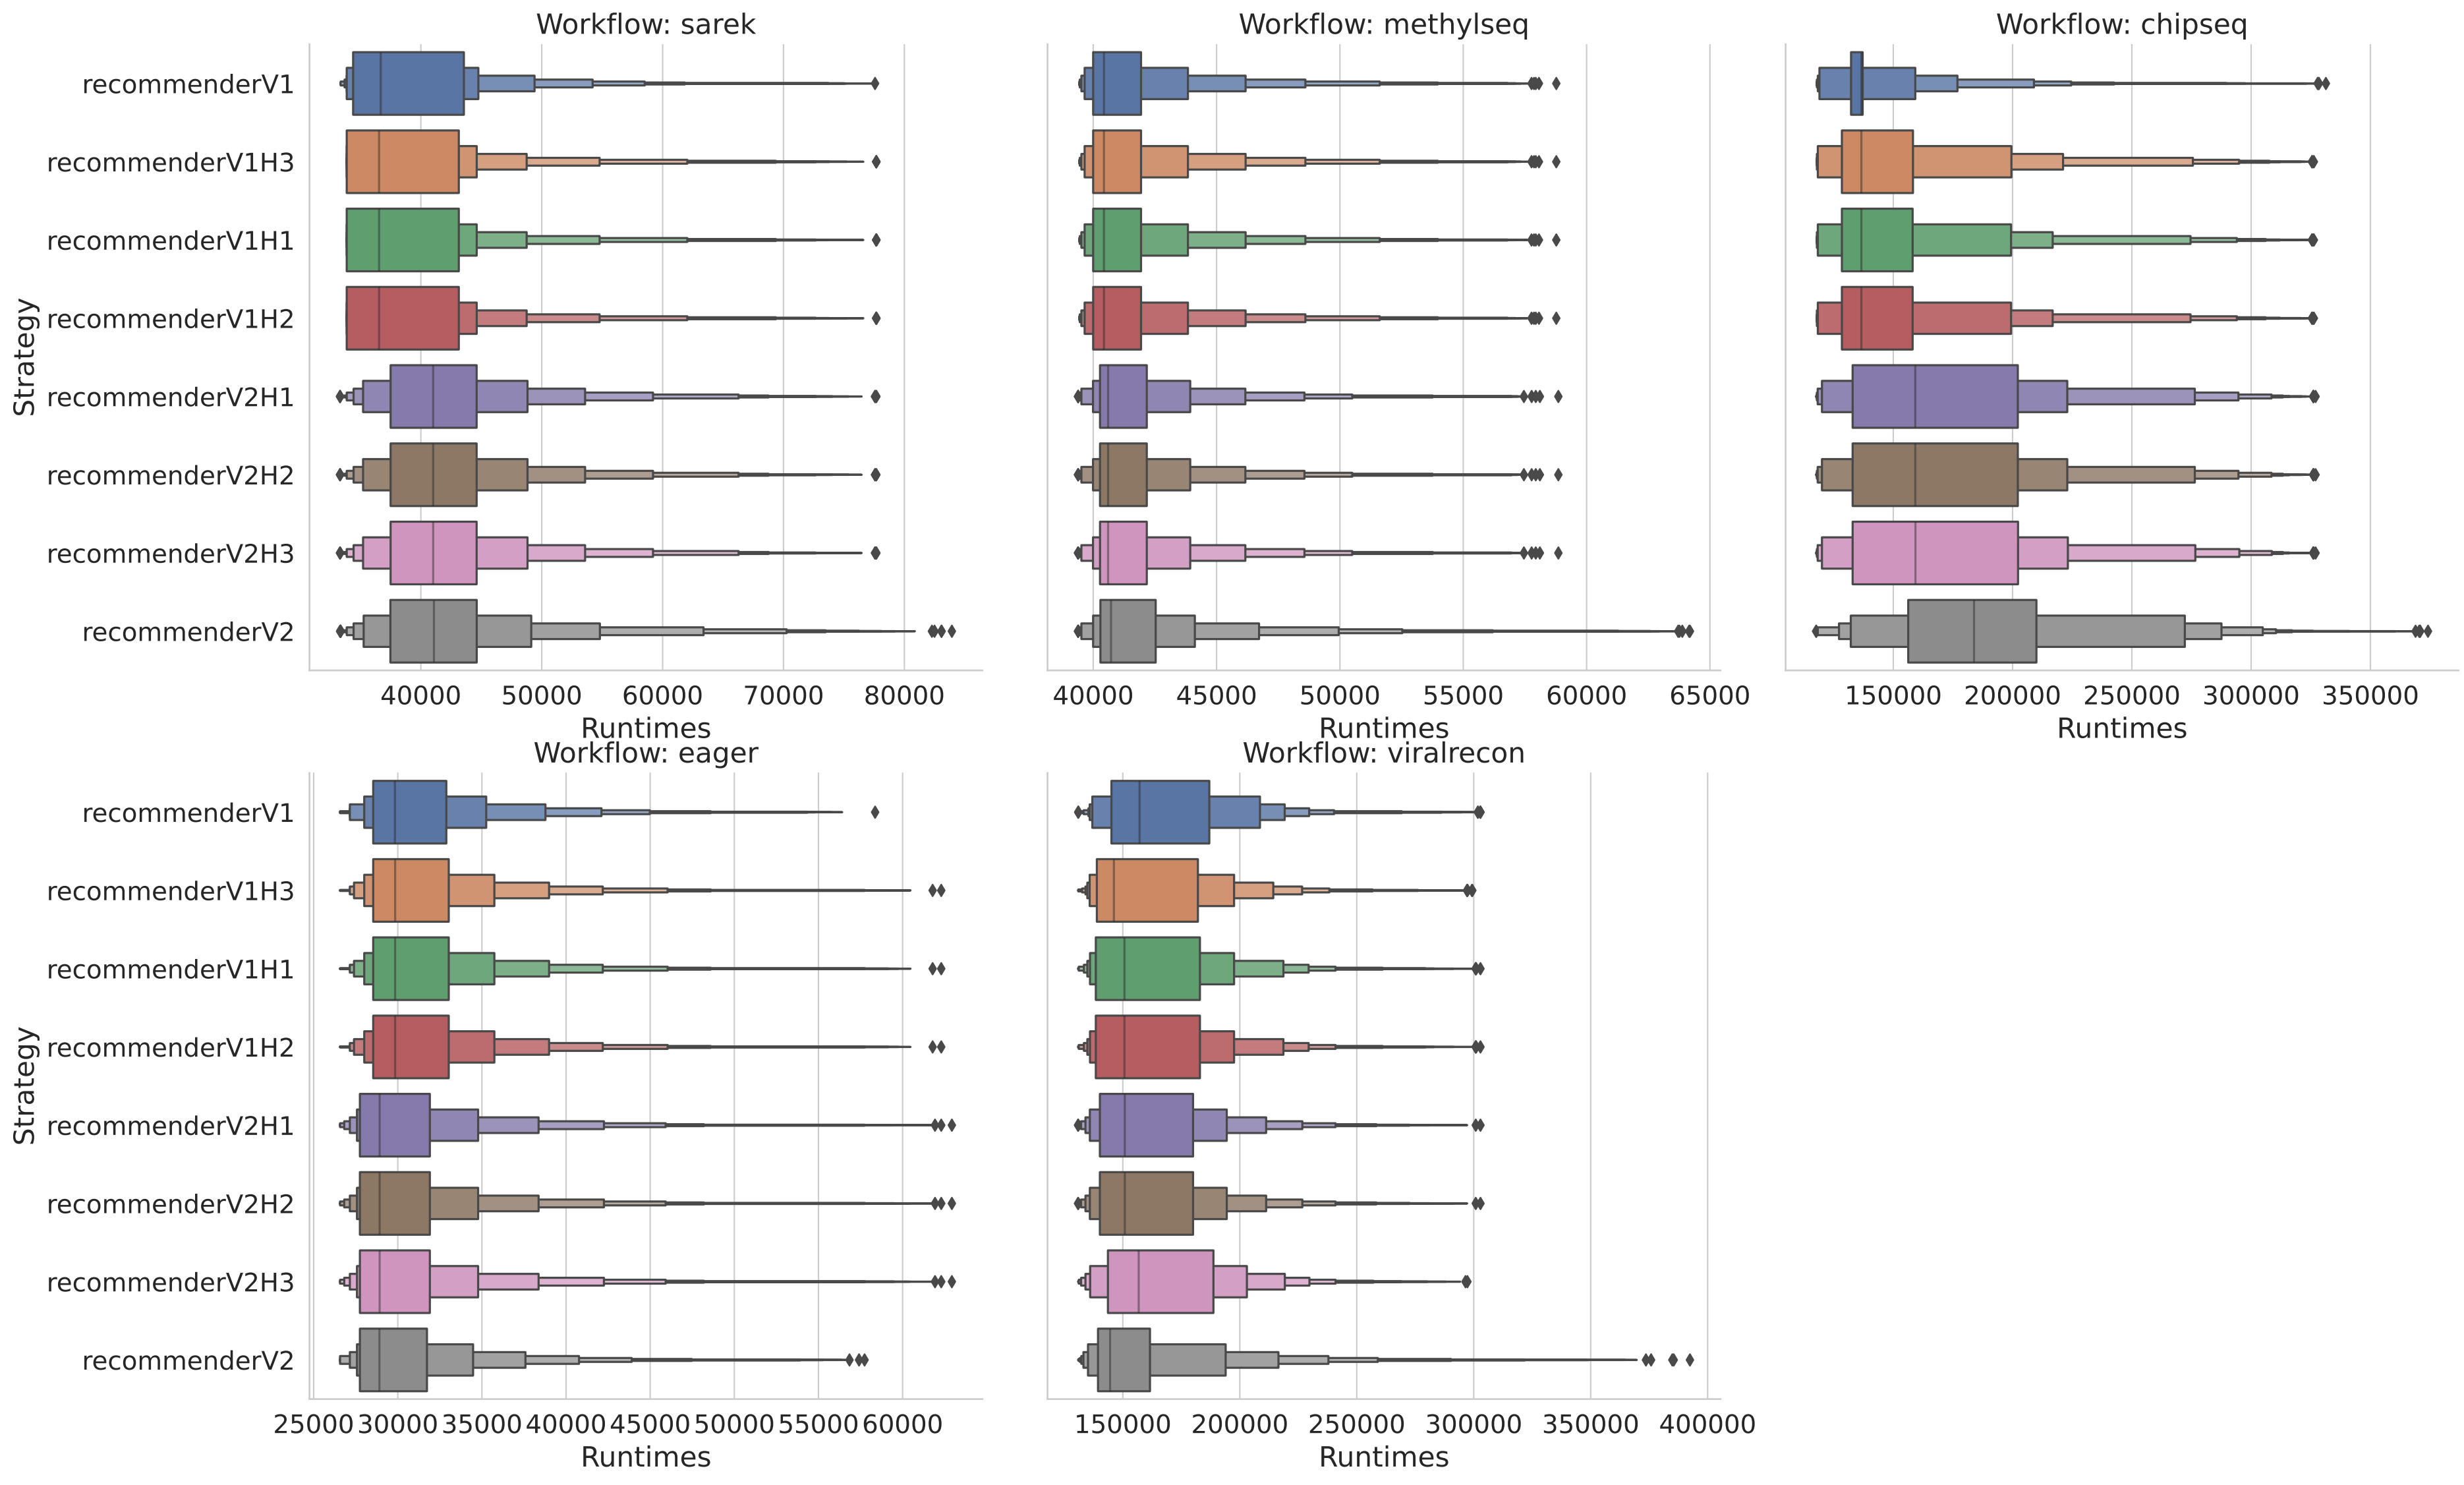 Workflow: sarek
Workflow: methylseq
Workflow: chipseq
Strategy
recommenderV1
recommenderV1H3
recommenderV1H1
recommenderV1H2
recommenderV2H1
recommenderV2H2
recommenderV2H3
recommenderV2
40000 50000 60000 70000 80000
40000 45000 50000 55000 60000 65000
150000 200000 250000 300000 350000
Runtimes
Runtimes
Runtimes
Workflow: eager
Workflow: viralrecon
Strategy
recommenderV1
recommenderV1H3
recommenderV1H1
recommenderV1H2
recommenderV2H1
recommenderV2H2
recommenderV2H3
recommenderV2
25000 30000 35000 40000 45000 50000 55000 60000
150000 200000 250000 300000 350000 400000
Runtimes
Runtimes